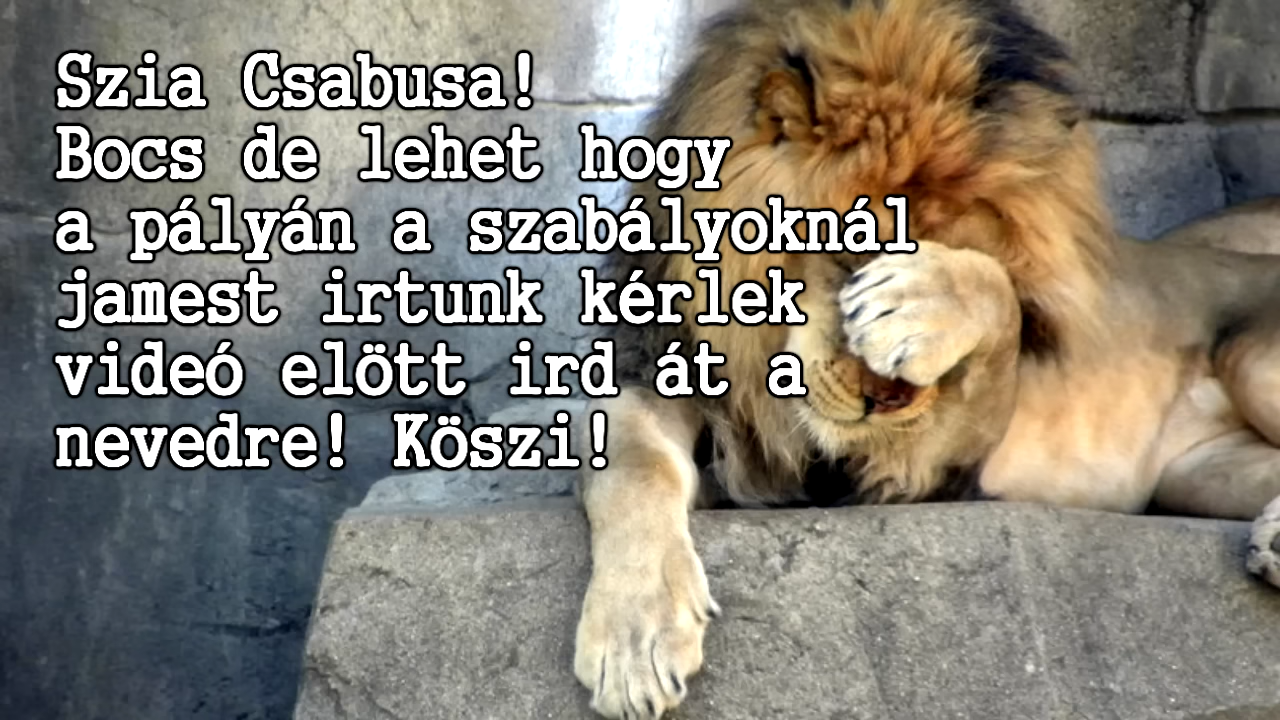 Szia Csabusa!
Bocs de lehet hogy
a pályán a szabályoknál
jamest irtunk kérlek
videó elött ird át a
nevedre! Köszi!